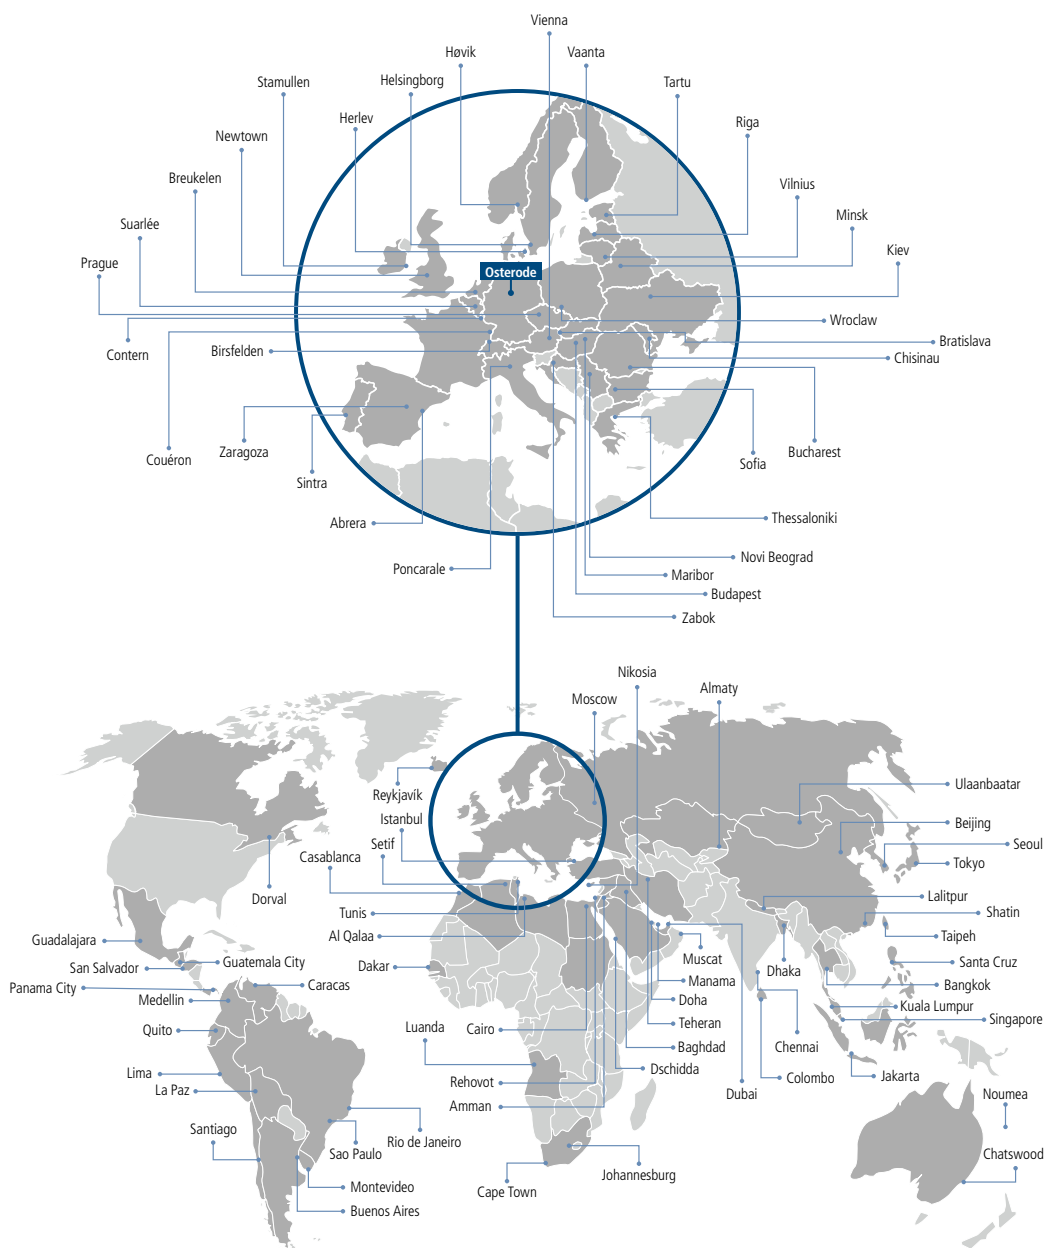 Vienna
Høvik
Vaanta
Stamullen
Helsingborg
Tartu
Herlev
Riga
Newtown
Breukelen
Vilnius
Suarlée
Minsk
Kiev
Prague
Osterode
Wroclaw
Contern
Birsfelden
Bratislava
Chisinau
Zaragoza
Couéron
Sofia
Bucharest
Sintra
Abrera
Thessaloniki
Poncarale
Novi Beograd
Maribor
Budapest
Zabok
Nikosia
Moscow
Almaty
Reykjavík
Ulaanbaatar
Istanbul
Beijing
Setif
Seoul
Casablanca
Tokyo
Dorval
Lalitpur
Tunis
Shatin
Guadalajara
Al Qalaa
Taipeh
San Salvador
Guatemala City
Dakar
Muscat
Santa Cruz
Dhaka
Panama City
Caracas
Manama
Bangkok
Medellin
Doha
Kuala Lumpur
Quito
Luanda
Cairo
Teheran
Singapore
Baghdad
Chennai
Lima
Dschidda
Jakarta
La Paz
Rehovot
Colombo
Dubai
Noumea
Amman
Santiago
Rio de Janeiro
Sao Paulo
Chatswood
Johannesburg
Montevideo
Cape Town
Buenos Aires